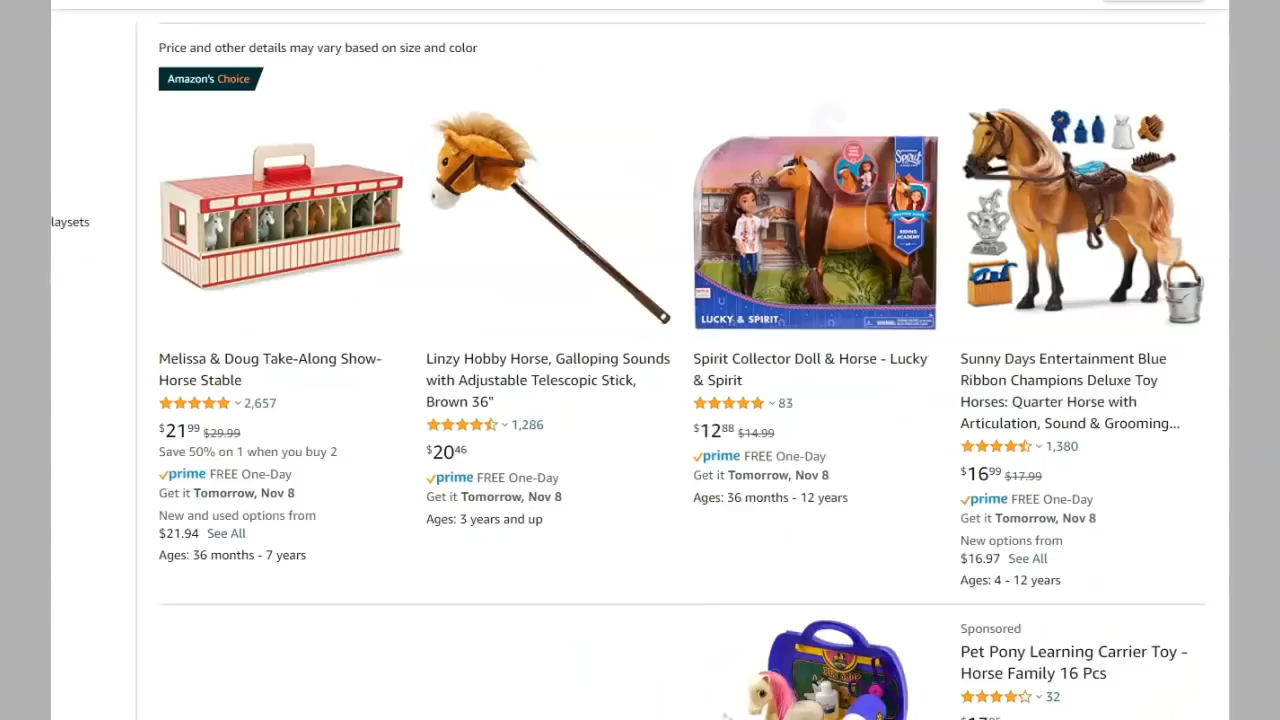 Price and other details may vary based on size and color
Amazon's Choice
laysets
Spirit
RIDING
ACADEMY
LUCKY & SPIRIT
Melissa & Doug Take-Along Show-
Horse Stable
2,657
$2199 $29.99
Save 50% on 1 when you buy 2
prime FREE One-Day
Get it Tomorrow, Nov 8
New and used options from
$21.94 See All
Ages: 36 months - 7 years
Linzy Hobby Horse, Galloping Sounds
with Adjustable Telescopic Stick,
Brown 36"
1,286
$2046
prime FREE One-Day
Get it Tomorrow, Nov 8
Ages: 3 years and up
Spirit Collector Doll & Horse - Lucky
& Spirit
83
$1288 $14.99
prime FREE One-Day
Get it Tomorrow, Nov 8
Ages: 36 months - 12 years
Sunny Days Entertainment Blue
Ribbon Champions Deluxe Toy
Horses: Quarter Horse with
Articulation, Sound & Grooming...
1,380
$1699 $17.99
prime FREE One-Day
Get it Tomorrow, Nov 8
New options from
$16.97 See All
Ages: 4 - 12 years
Sponsored
Pet Pony Learning Carrier Toy -
Horse Family 16 Pcs
32